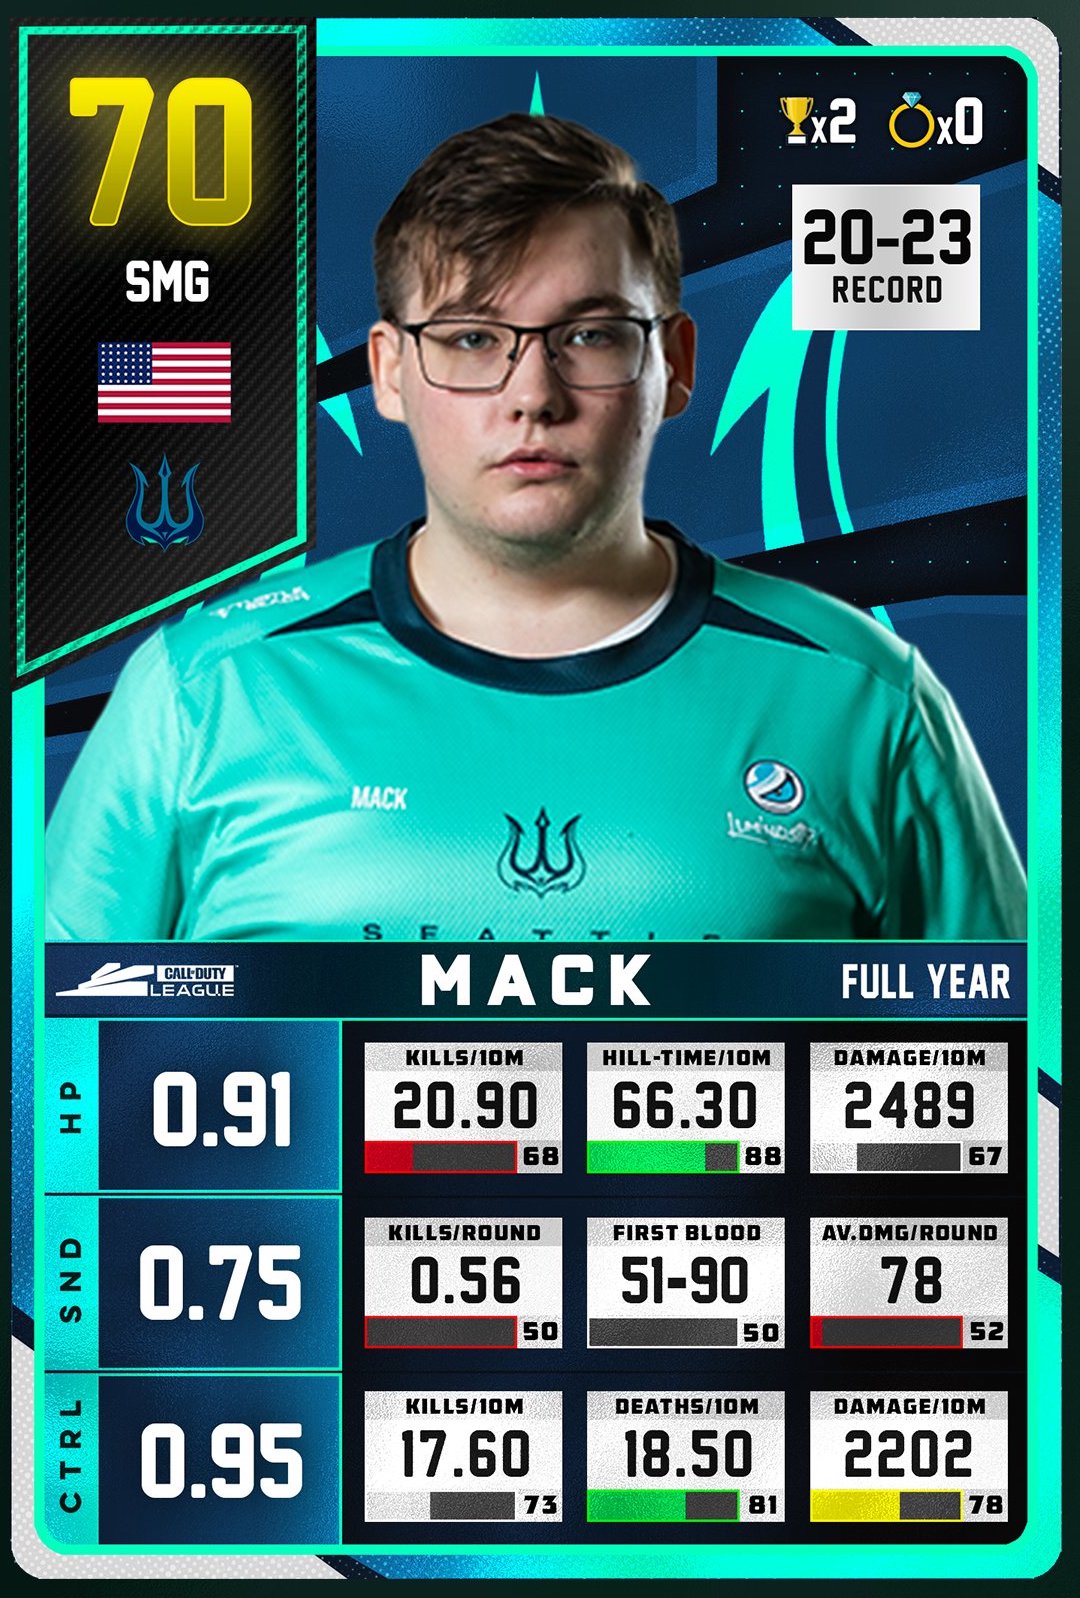 70
SMG
x2
x0
20-23
RECORD
MACK
LUMINOSITY
SEATTLE
CALL OF DUTY
LEAGUE
MACK
FULL YEAR
HP
0.91
KILLS/10M
20.90
68
HILL-TIME/10M
66.30
88
DAMAGE/10M
2489
67
SND
0.75
KILLS/ROUND
0.56
50
FIRST BLOOD
51-90
50
AV.DMG/ROUND
78
52
CTRL
0.95
KILLS/10M
17.60
73
DEATHS/10M
18.50
81
DAMAGE/10M
2202
78